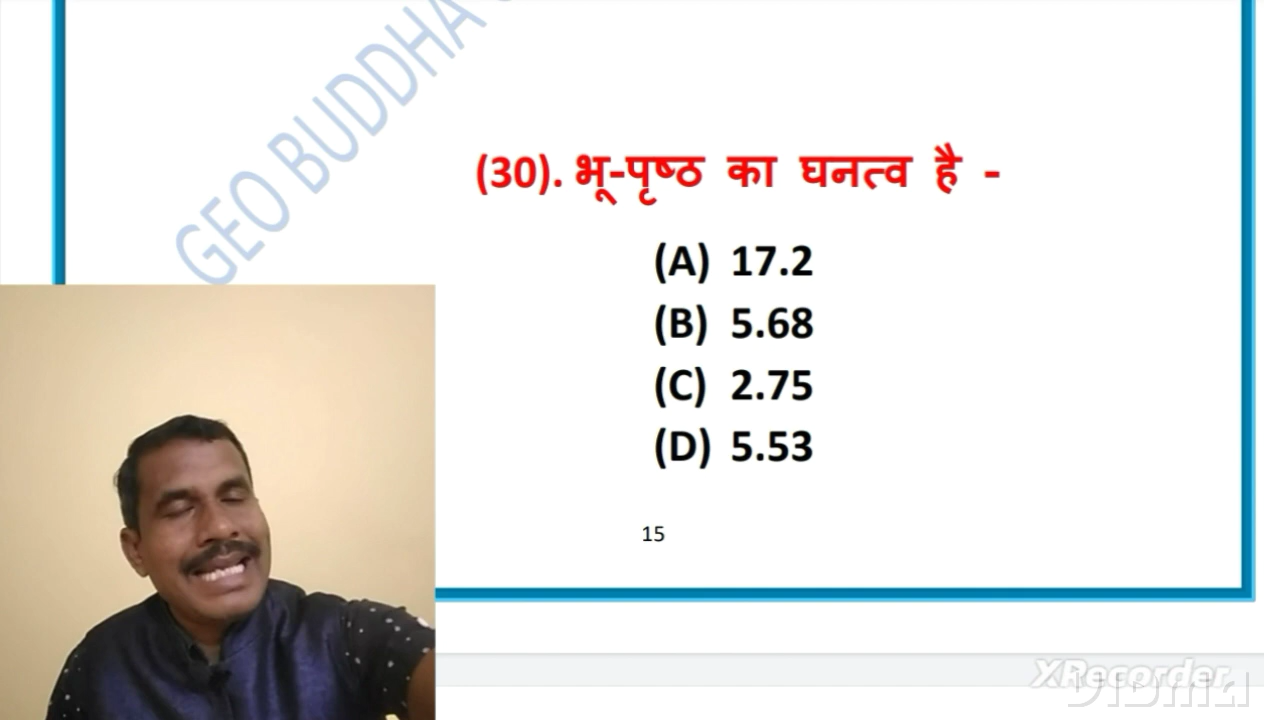 GEO BUDDHA
(30). भू-पृष्ठ का घनत्व है -
(A) 17.2
(B) 5.68
(C) 2.75
(D) 5.53
15
XRecorder